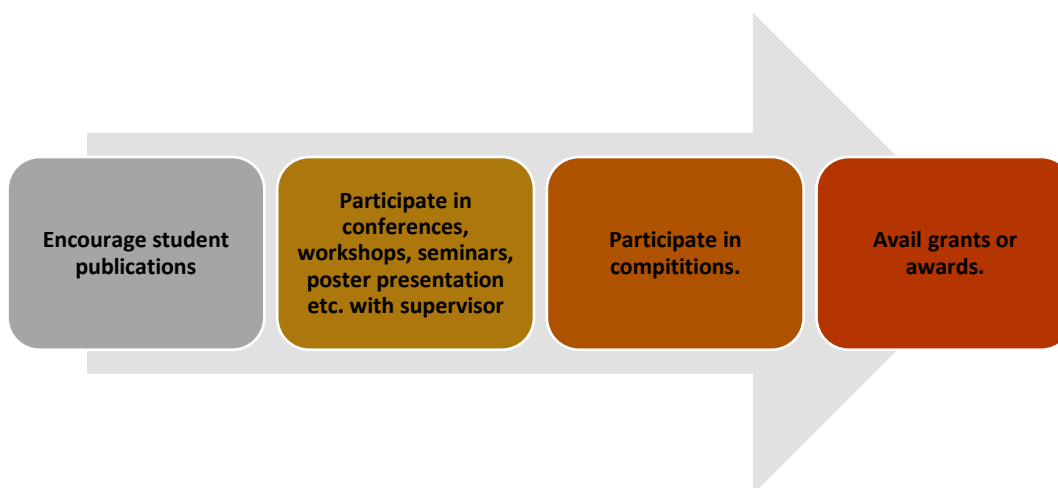 Encourage student
publications
Participate in
conferences,
workshops, seminars,
poster presentation
etc. with supervisor
Participate in
compititions.
Avail grants or
awards.